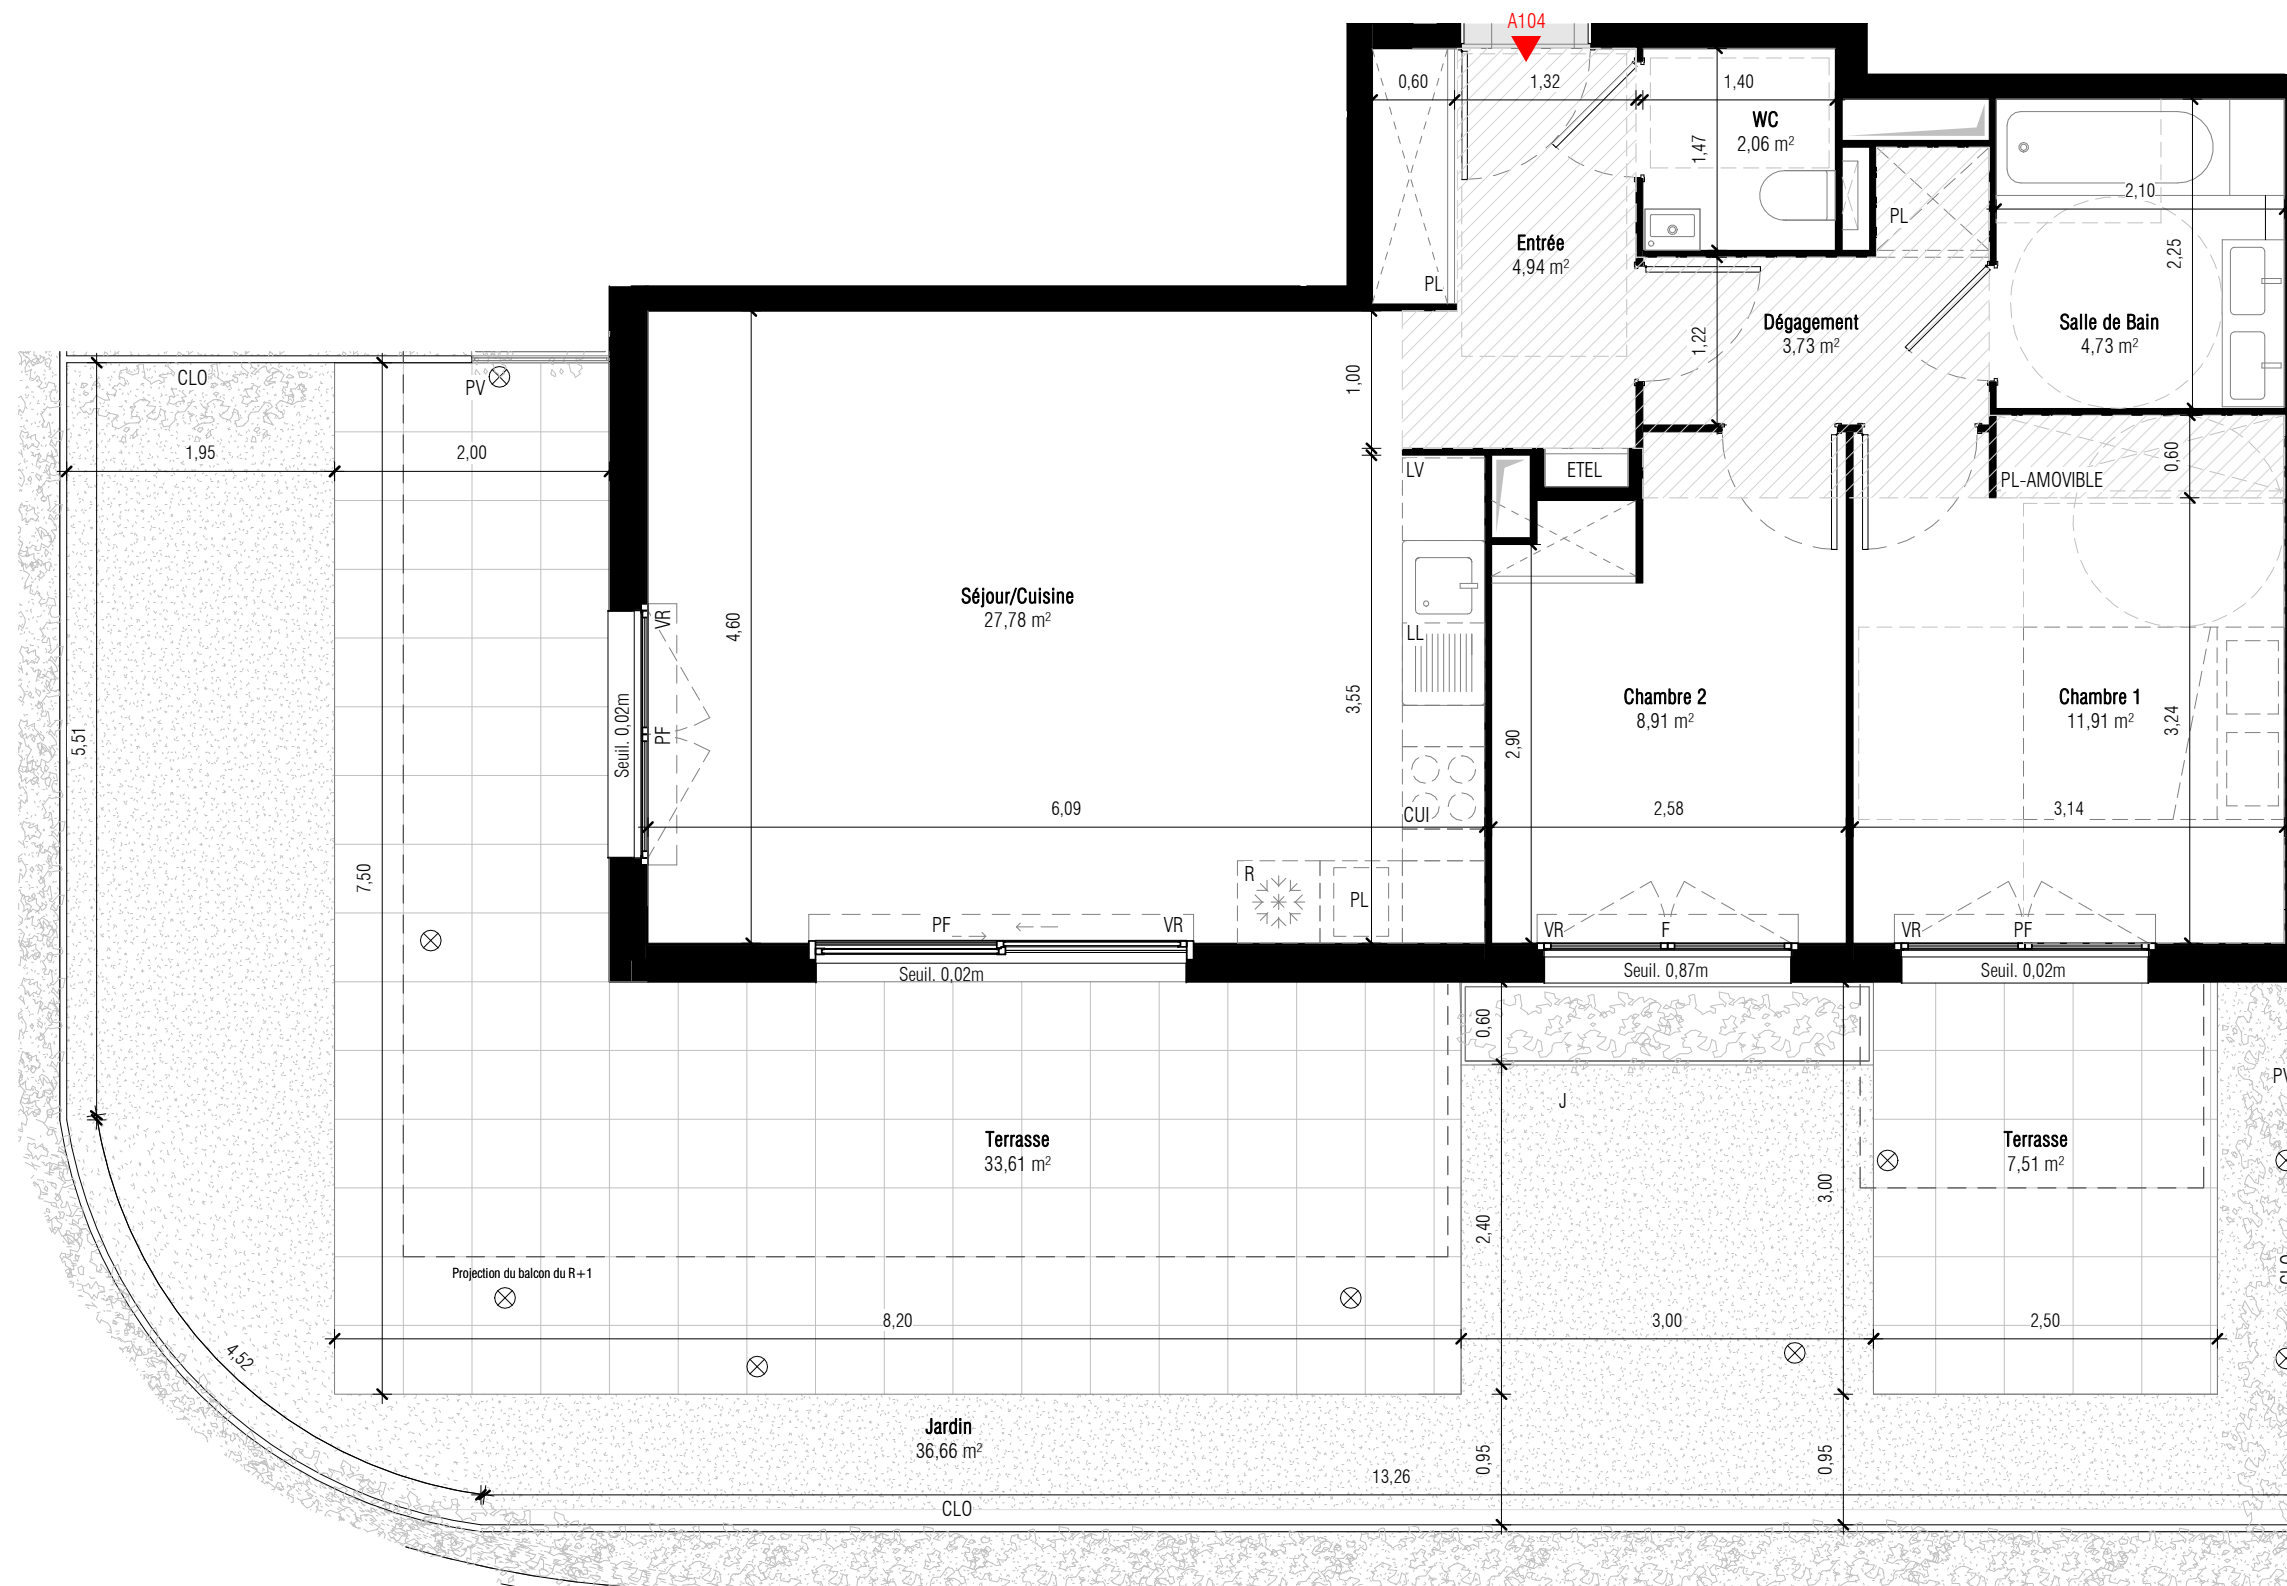 A104
0,60
1,32
1,40
WC
2,06 m²
1,47
2,10
PL
Entrée
4,94 m²
2,25
PL
Dégagement
3,73 m²
Salle de Bain
4,73 m²
1,22
1,00
CLO
PV
1,95
2,00
LV
ETEL
0,60
PL-AMOVIBLE
Séjour/Cuisine
27,78 m²
4,60
VR
LL
Seuil. 0,02m
PF
5,51
3,55
2,90
Chambre 2
8,91 m²
Chambre 1
11,91 m²
3,24
6,09
CUI
2,58
3,14
7,50
R
PL
PF
VR
VR
F
VR
PF
Seuil. 0,02m
Seuil. 0,87m
Seuil. 0,02m
0,60
J
PV
Terrasse
33,61 m²
Terrasse
7,51 m²
3,00
2,40
CLO
Projection du balcon du R+1
8,20
3,00
2,50
4,52
Jardin
36,66 m²
0,95
0,95
13,26
CLO